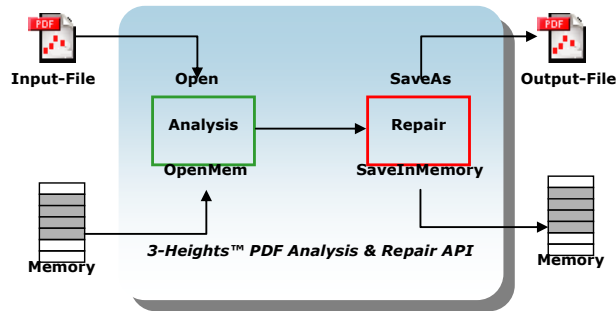 PDF
PDF
Input-File
Open
SaveAs
Output-File
Analysis
Repair
OpenMem
SaveInMemory
Memory
3-Heights™ PDF Analysis & Repair API
Memory